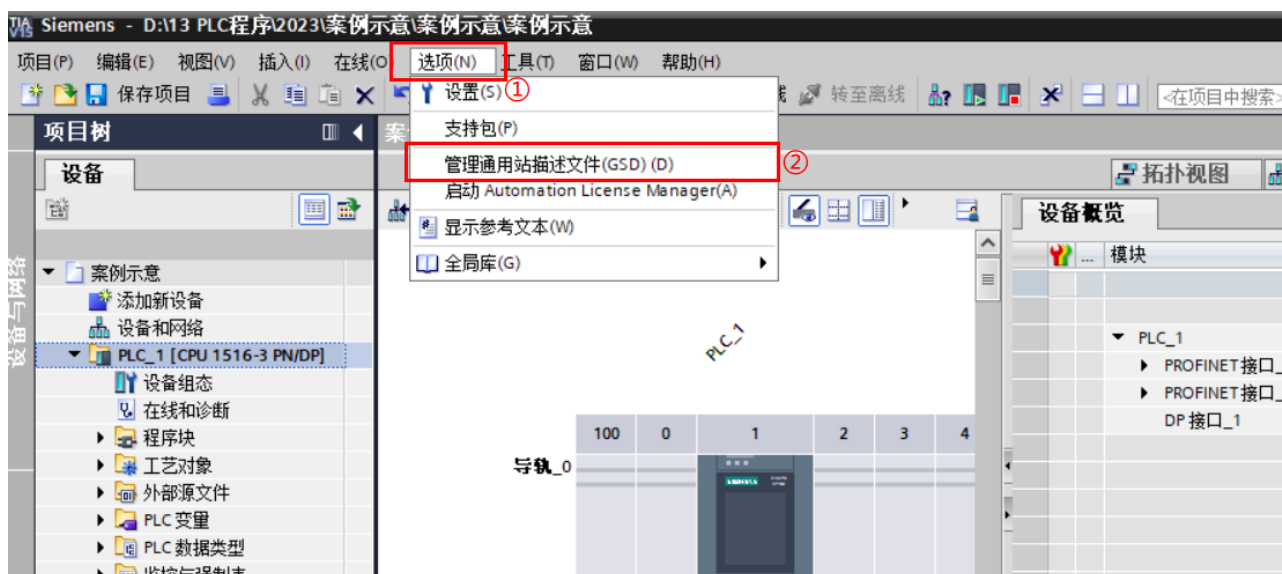 TIA V15 Siemens - D:\13 PLC程序\2023\案例示意\案例示意\案例示意
项目(P) 编辑(E) 视图(V) 插入(I) 在线(O) 选项(N) 工具(T) 窗口(W) 帮助(H)
保存项目 设置(S) ① 转至离线 <在项目中搜索>
项目树 支持包(P)
设备 管理通用站描述文件(GSD) (D) ② 拓扑视图
启动 Automation License Manager(A)
显示参考文本(W) 设备概览
全局库(G) ... 模块
设备与网络
案例示意
添加新设备
设备和网络
PLC_1 [CPU 1516-3 PN/DP] PLC_1 PLC_1
设备组态 PROFINET接口_
在线和诊断 PROFINET接口_
DP 接口_1
程序块 100 0 1 2 3 4
工艺对象 导轨_0
外部源文件 SIEMENS
PLC 变量
PLC 数据类型
监控与强制表